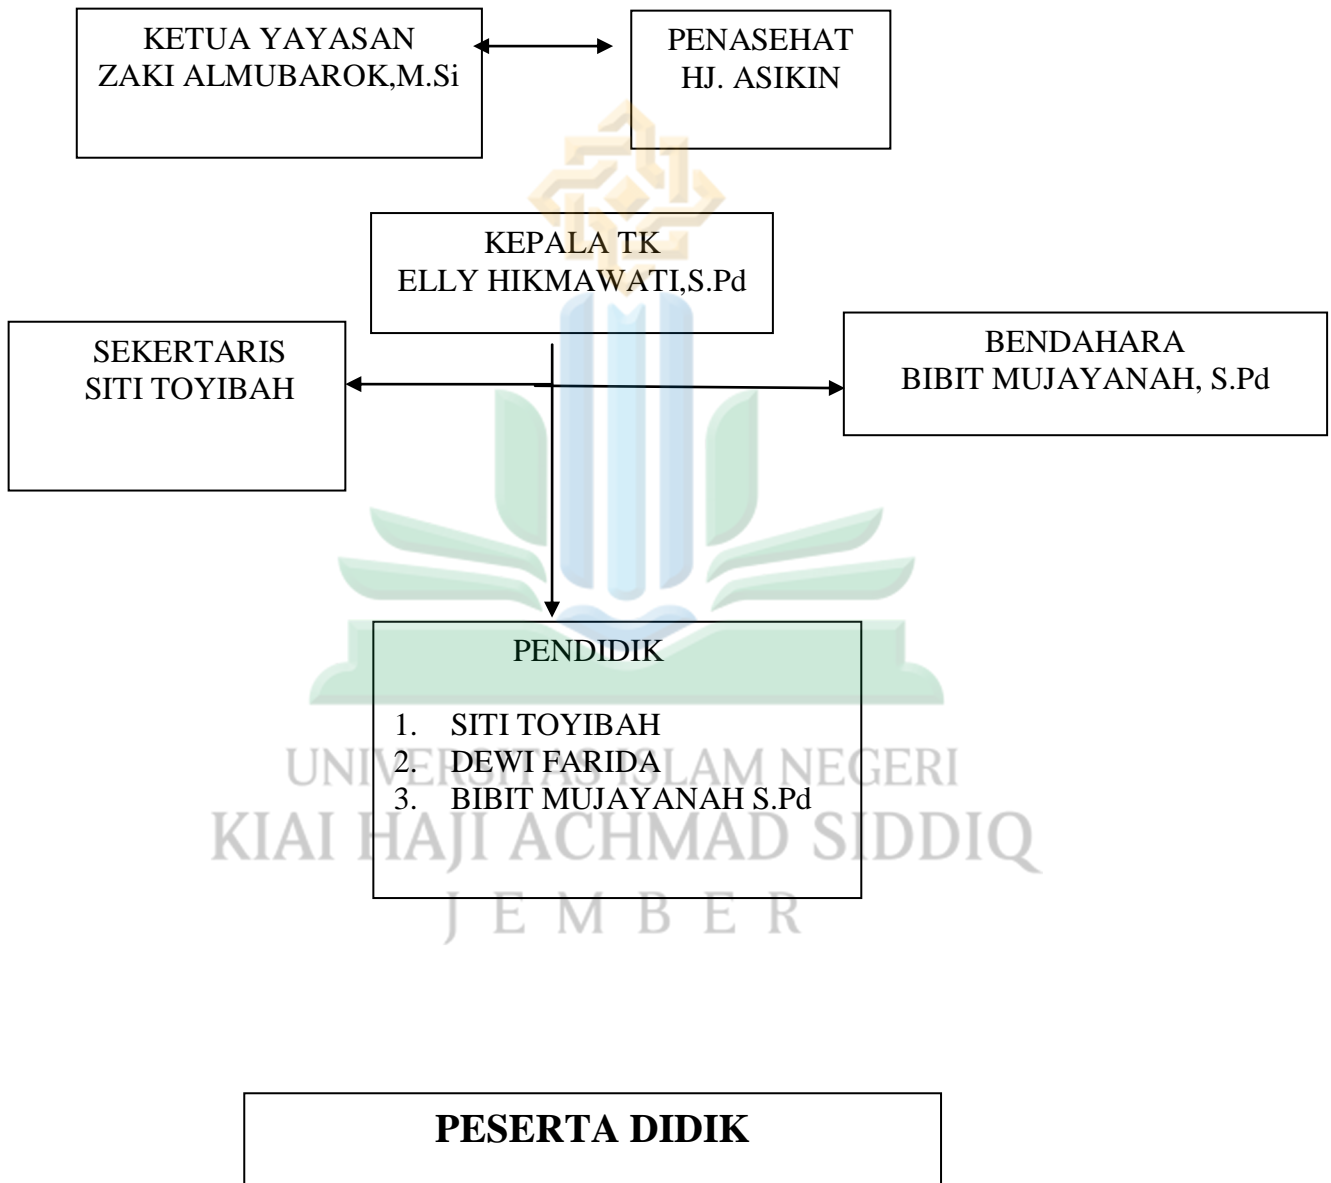 KETUA YAYASAN
ZAKI ALMUBAROK,M.Si
PENASEHAT
HJ. ASIKIN
KEPALA TK
ELLY HIKMAWATI,S.Pd
SEKERTARIS
SITI TOYIBAH
BENDAHARA
BIBIT MUJAYANAH, S.Pd
PENDIDIK
1. SITI TOYIBAH
2. DEWI FARIDA
3. BIBIT MUJAYANAH S.Pd
UNIVERSITAS ISLAM NEGERI
KIAI HAJI ACHMAD SIDDIQ
JEMBER
PESERTA DIDIK